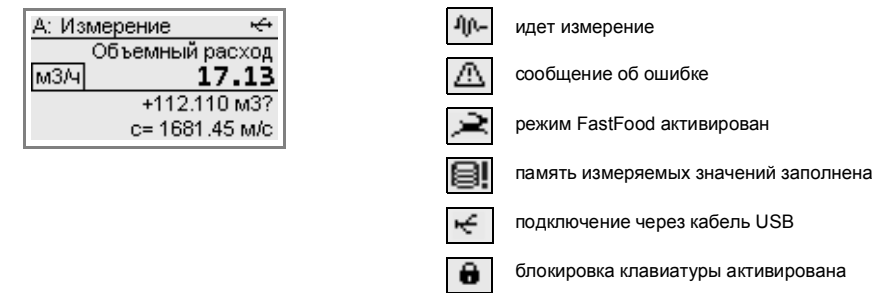 А: Измерение
Объемный расход
м3/ч 17.13
+112.110 м3?
c= 1681.45 м/с
идет измерение
сообщение об ошибке
режим FastFood активирован
память измеряемых значений заполнена
подключение через кабель USB
блокировка клавиатуры активирована